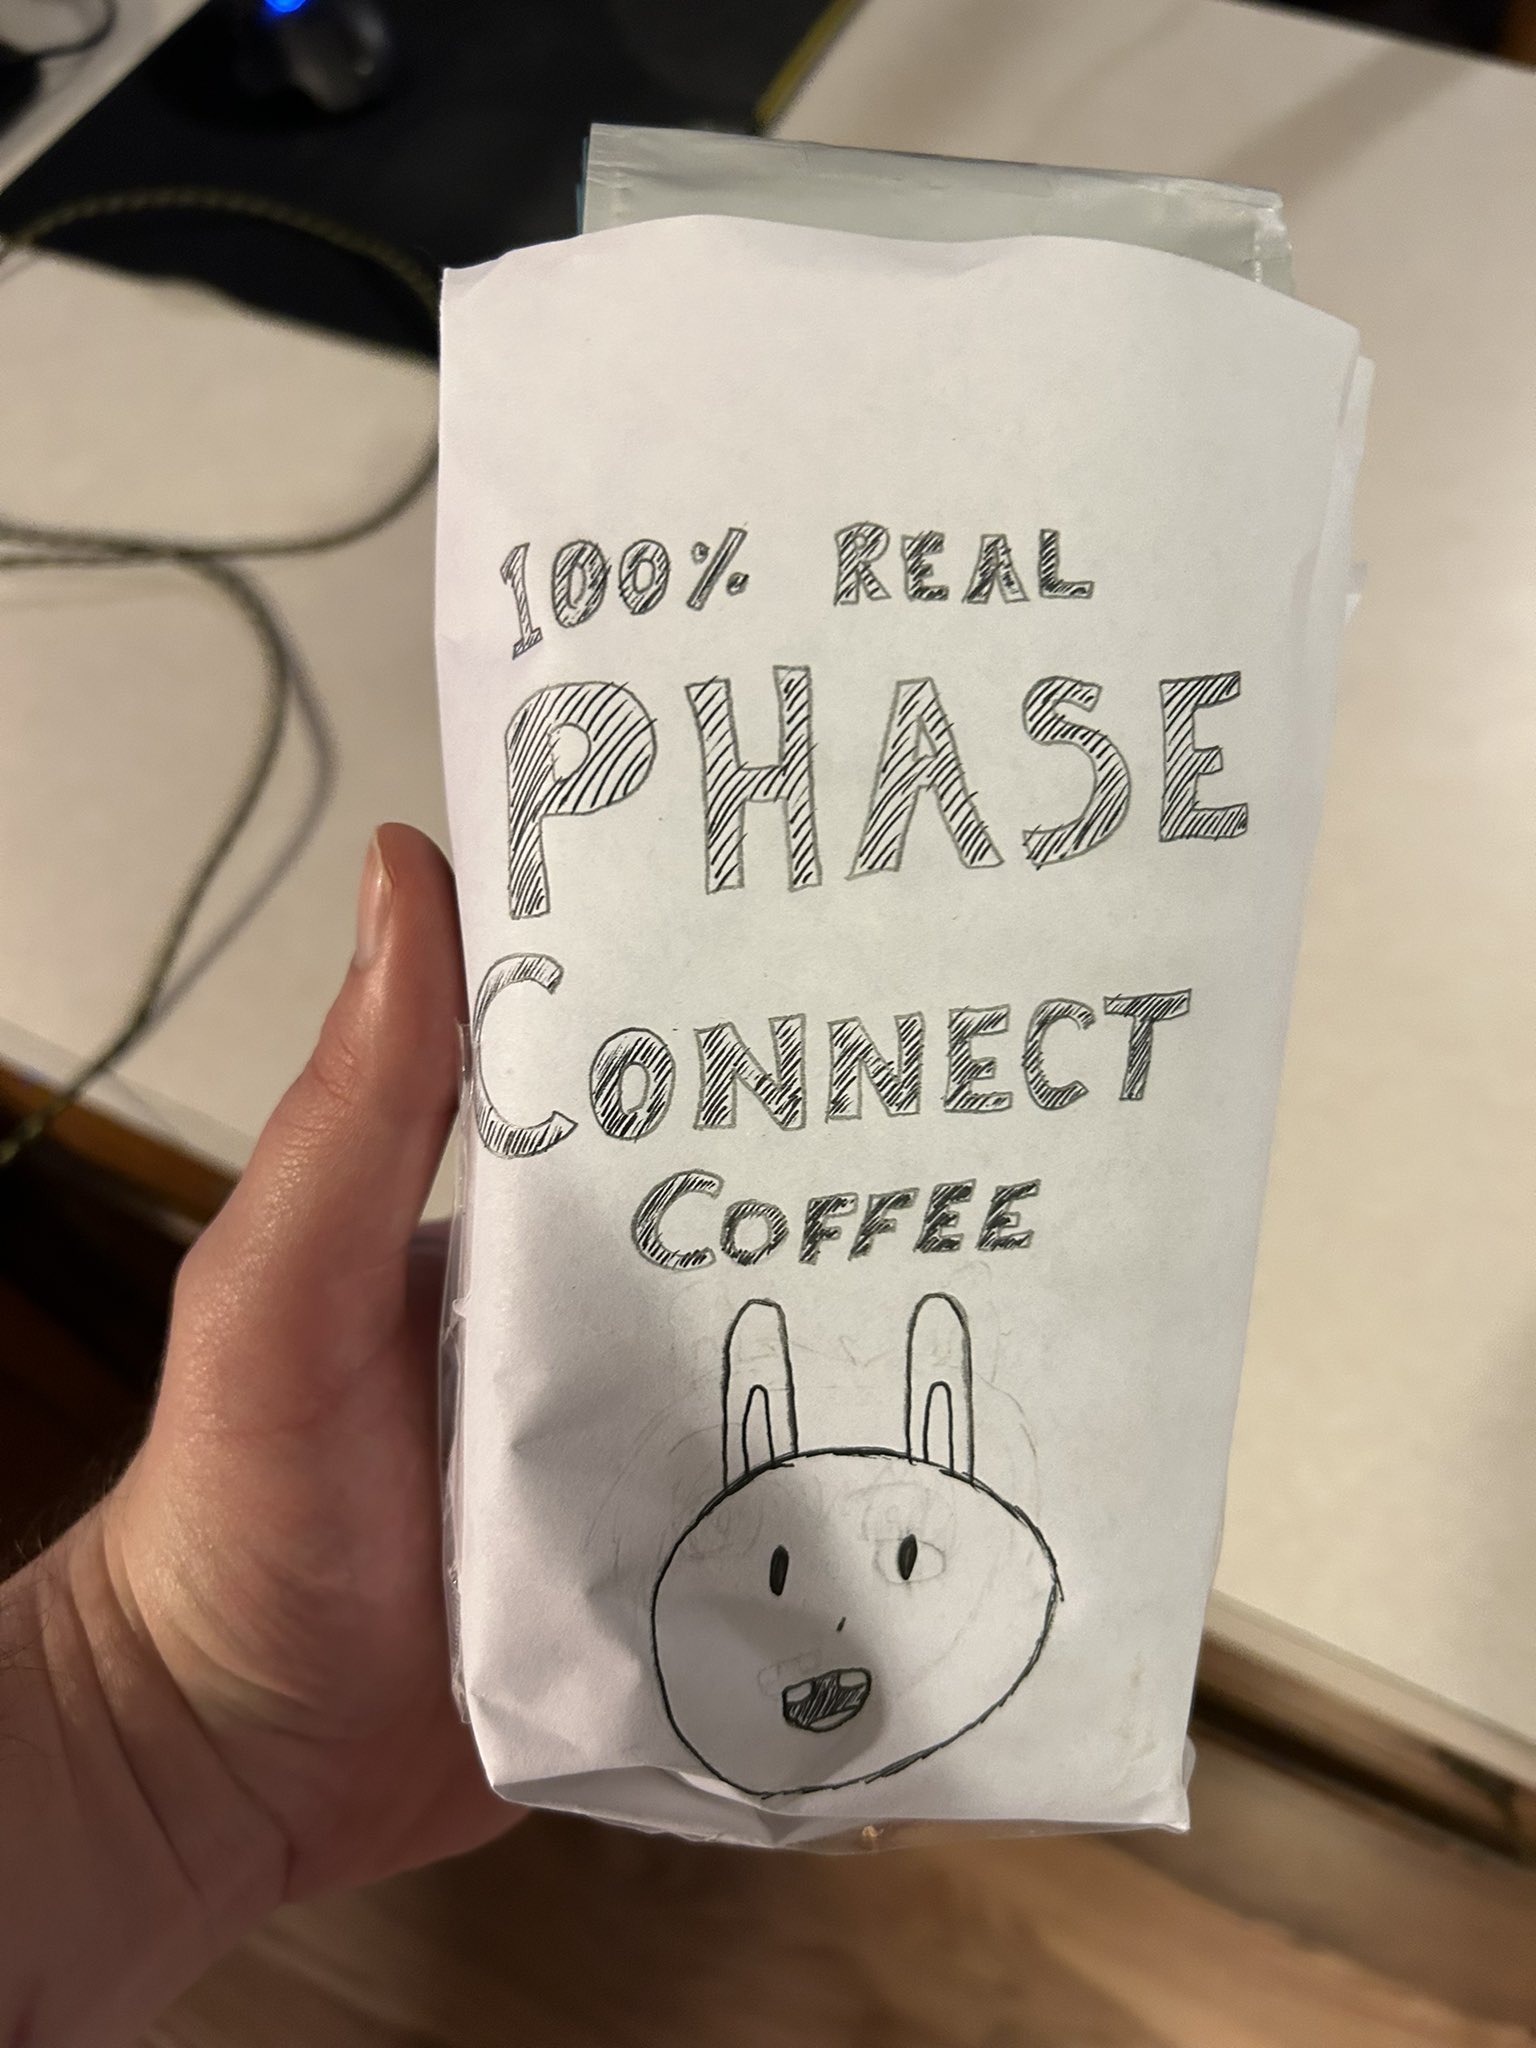 100% REAL
PHASE
CONNECT
COFFEE